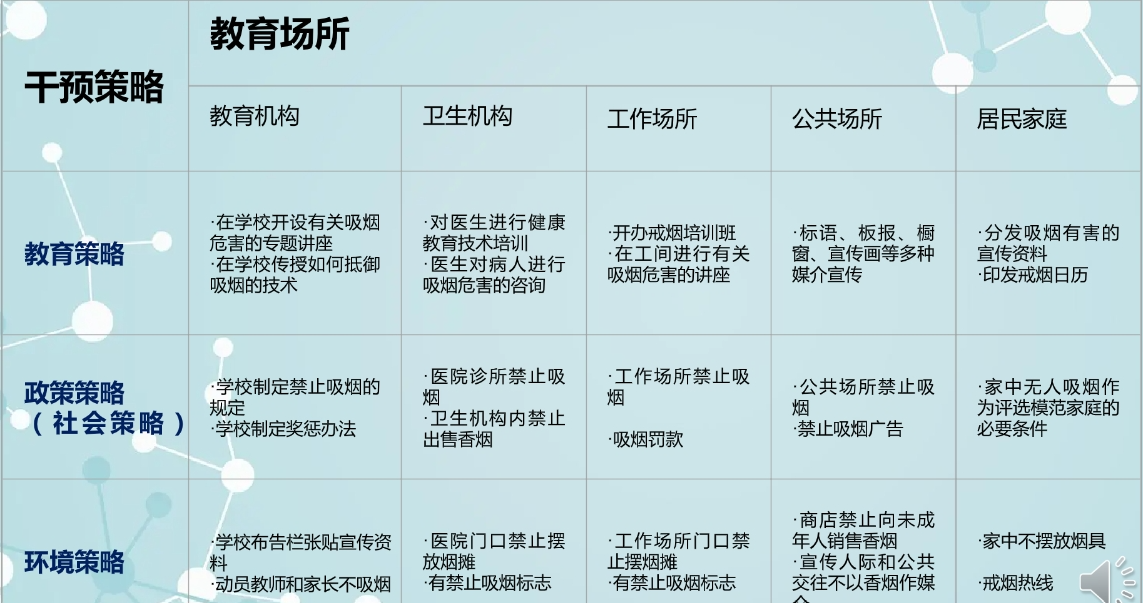 教育场所
干预策略
教育机构
卫生机构
工作场所
公共场所
居民家庭
教育策略
·在学校开设有关吸烟
危害的专题讲座
·在学校传授如何抵御
吸烟的技术
·对医生进行健康
教育技术培训
·医生对病人进行
吸烟危害的咨询
·开办戒烟培训班
·在工间进行有关
吸烟危害的讲座
·标语、板报、橱
窗、宣传画等多种
媒介宣传
·分发吸烟有害的
宣传资料
·印发戒烟日历
政策策略
（社会策略）
·学校制定禁止吸烟的
规定
·学校制定奖惩办法
·医院诊所禁止吸
烟
·卫生机构内禁止
出售香烟
·工作场所禁止吸
烟
·吸烟罚款
·公共场所禁止吸
烟
·禁止吸烟广告
·家中无人吸烟作
为评选模范家庭的
必要条件
环境策略
·学校布告栏张贴宣传资
料
·动员教师和家长不吸烟
·医院门口禁止摆
放烟摊
·有禁止吸烟标志
·工作场所门口禁
止摆烟摊
·有禁止吸烟标志
·商店禁止向未成
年人销售香烟
·宣传人际和公共
交往不以香烟作媒
·家中不摆放烟具
·戒烟热线